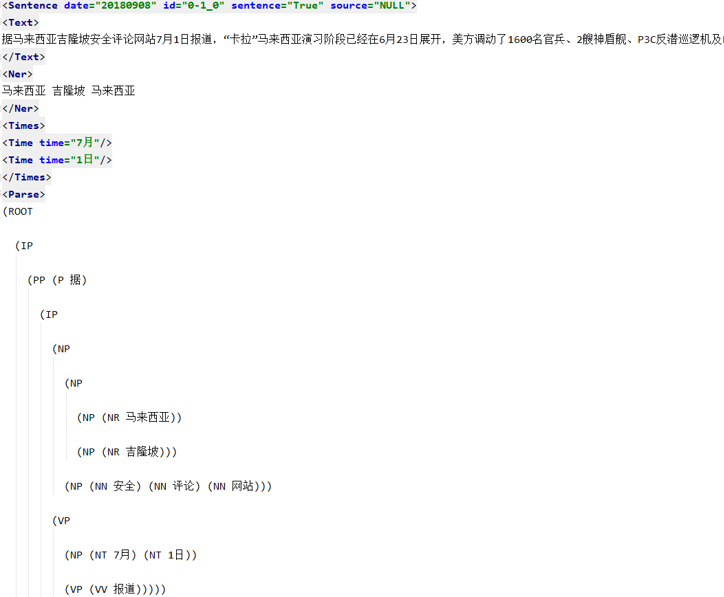 <Sentence date="20180908" id="0-1_0" sentence="True" source="NULL">
<Text>
据马来西亚吉隆坡安全评论网站7月1日报道，“卡拉”马来西亚演习阶段已经在6月23日展开，美方调动了1600名官兵、2艘神盾舰、P3C反潜巡逻机及
</Text>
<Ner>
马来西亚 吉隆坡 马来西亚
</Ner>
<Times>
<Time time="7月"/>
<Time time="1日"/>
</Times>
<Parse>
(ROOT
(IP
(PP (P 据)
(IP
(NP
(NP
(NP (NR 马来西亚))
(NP (NR 吉隆坡)))
(NP (NN 安全) (NN 评论) (NN 网站)))
(VP
(NP (NT 7月) (NT 1日))
(VP (VV 报道)))))